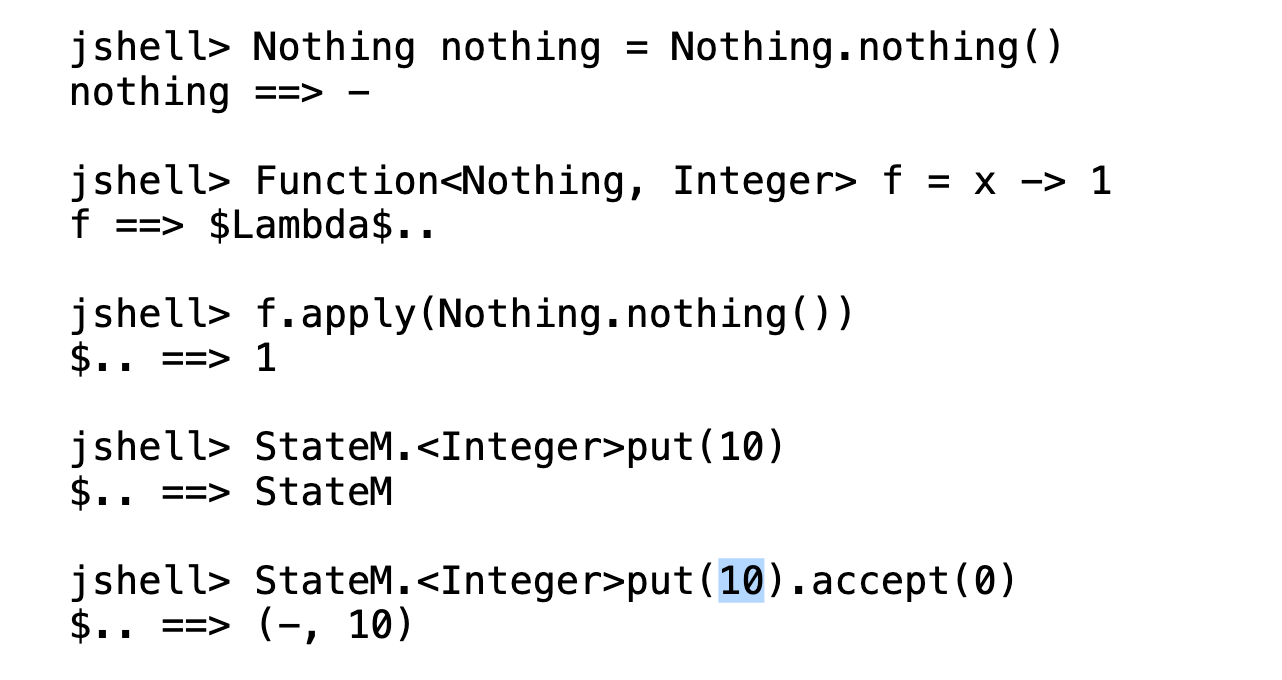 jshell> Nothing nothing = Nothing.nothing()
nothing ==> -
jshell> Function<Nothing, Integer> f = x -> 1
f ==> $Lambda$..
jshell> f.apply(Nothing.nothing())
$.. ==> 1
jshell> StateM.<Integer>put(10)
$.. ==> StateM
jshell> StateM.<Integer>put(10).accept(0)
$.. ==> (-, 10)